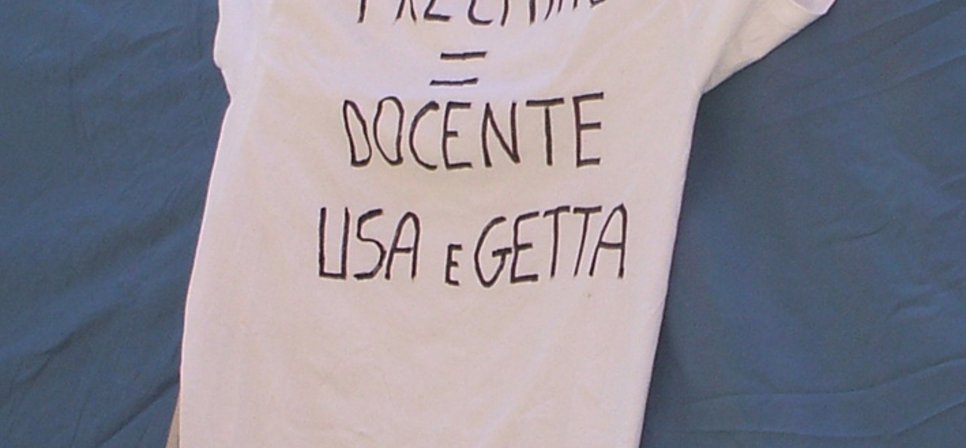 =
DOCENTE
USA E GETTA